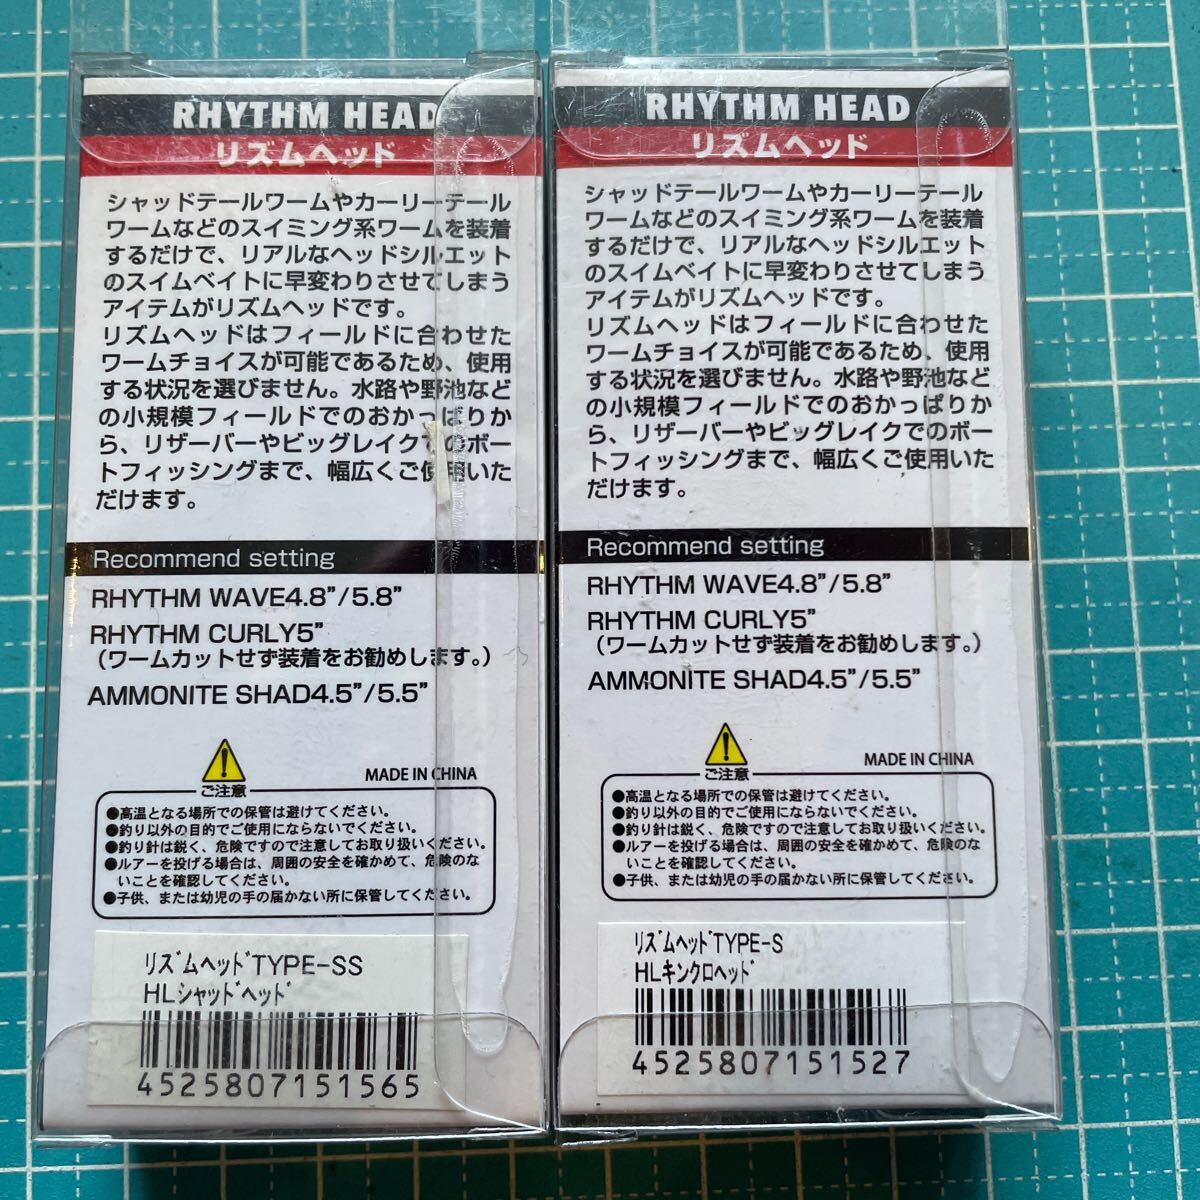 RHYTHM HEAD
リズムヘッド
シャッドテールワームやカーリーテール
ワームなどのスイミング系ワームを装着
するだけで、リアルなヘッドシルエット
のスイムベイトに早変わりさせてしまう
アイテムがリズムヘッドです。
リズムヘッドはフィールドに合わせた
ワームチョイスが可能であるため、使用
する状況を選びません。水路や野池など
の小規模フィールドでのおかっぱりか
ら、リザーバーやビッグレイクでのボー
トフィッシングまで、幅広くご使用いた
だけます。
Recommend setting
RHYTHM WAVE4.8”/5.8”
RHYTHM CURLY5”
（ワームカットせず装着をお勧めします。）
AMMONITE SHAD4.5”/5.5”
ご注意
MADE IN CHINA
●高温となる場所での保管は避けてください。
●釣り以外の目的でご使用にならないでください。
●釣り針は鋭く、危険ですので注意してお取り扱いください。
●ルアーを投げる場合は、周囲の安全を確かめて、危険のな
いことを確認してください。
●子供、または幼児の手の届かない所に保管してください。
ﾘｽﾞﾑﾍｯﾄﾞTYPE-SS
HLｼｬｯﾄﾞﾍｯﾄﾞ
4525807151565
RHYTHM HEAD
リズムヘッド
シャッドテールワームやカーリーテール
ワームなどのスイミング系ワームを装着
するだけで、リアルなヘッドシルエット
のスイムベイトに早変わりさせてしまう
アイテムがリズムヘッドです。
リズムヘッドはフィールドに合わせた
ワームチョイスが可能であるため、使用
する状況を選びません。水路や野池など
の小規模フィールドでのおかっぱりか
ら、リザーバーやビッグレイクでのボー
トフィッシングまで、幅広くご使用いた
だけます。
Recommend setting
RHYTHM WAVE4.8”/5.8”
RHYTHM CURLY5”
（ワームカットせず装着をお勧めします。）
AMMONITE SHAD4.5”/5.5”
ご注意
MADE IN CHINA
●高温となる場所での保管は避けてください。
●釣り以外の目的でご使用にならないでください。
●釣り針は鋭く、危険ですので注意してお取り扱いください。
●ルアーを投げる場合は、周囲の安全を確かめて、危険のな
いことを確認してください。
●子供、または幼児の手の届かない所に保管してください。
ﾘｽﾞﾑﾍｯﾄﾞTYPE-S
HLｷﾝｸﾛﾍｯﾄﾞ
4525807151527